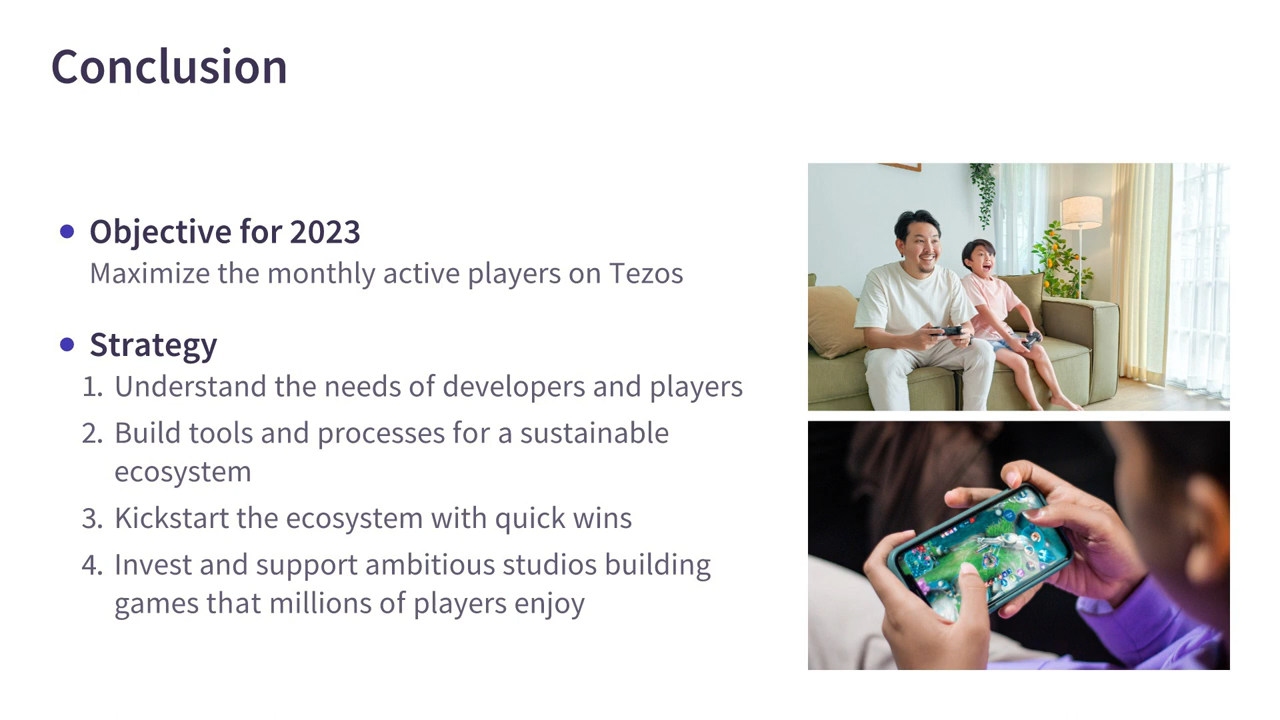 Conclusion
Objective for 2023
Maximize the monthly active players on Tezos
Strategy
1. Understand the needs of developers and players
2. Build tools and processes for a sustainable
ecosystem
3. Kickstart the ecosystem with quick wins
4. Invest and support ambitious studios building
games that millions of players enjoy